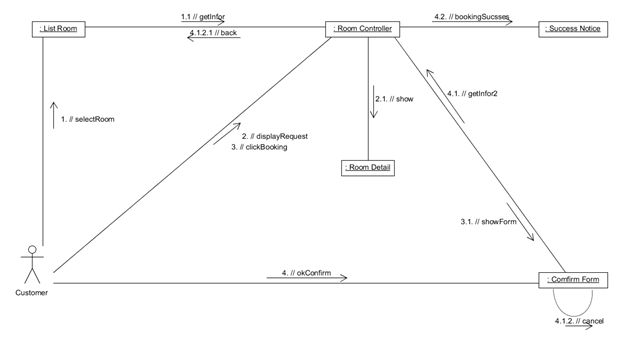 1.1 // getInfor
4.2. // bookingSucsses
: List Room
: Room Controller
: Success Notice
4.1.2.1 // back
4.1. // getInfor2
2.1. // show
1. // selectRoom
2. // displayRequest
3. // clickBooking
: Room Detail
3.1. // showForm
4. // okConfirm
: Comfirm Form
Customer
4.1.2. // cancel